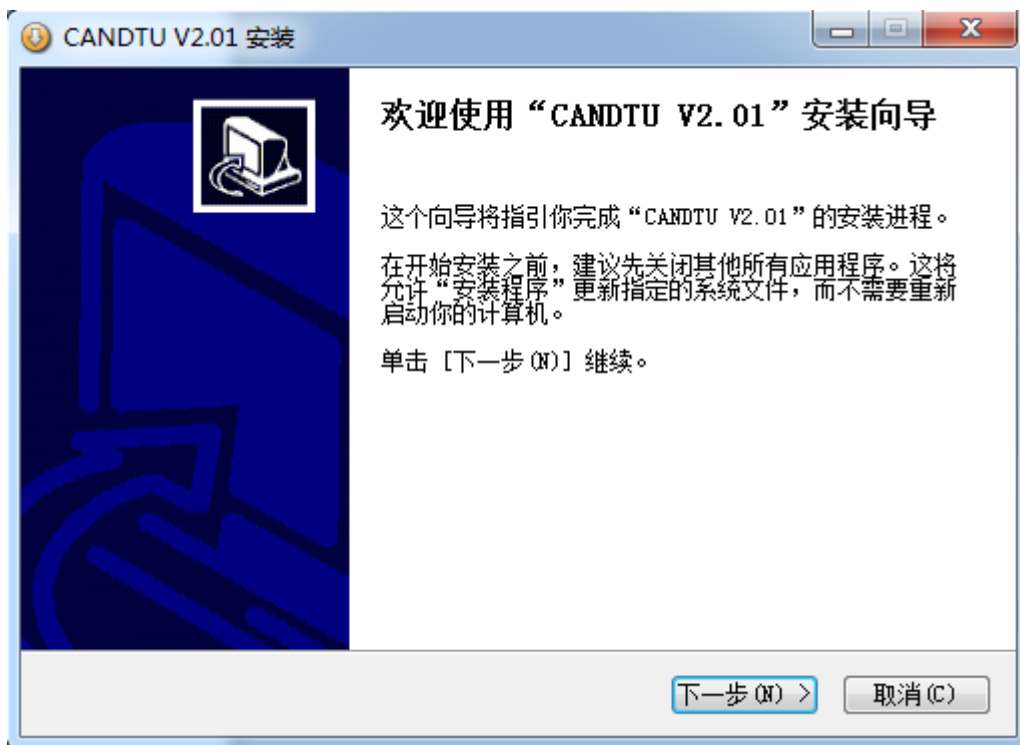 CANDTU V2.01 安装
欢迎使用“CANDTU V2.01”安装向导
这个向导将指引你完成“CANDTU V2.01”的安装进程。
在开始安装之前，建议先关闭其他所有应用程序。这将
允许“安装程序”更新指定的系统文件，而不需要重新
启动你的计算机。
单击 [下一步(N)] 继续。
下一步(N) >
取消(C)